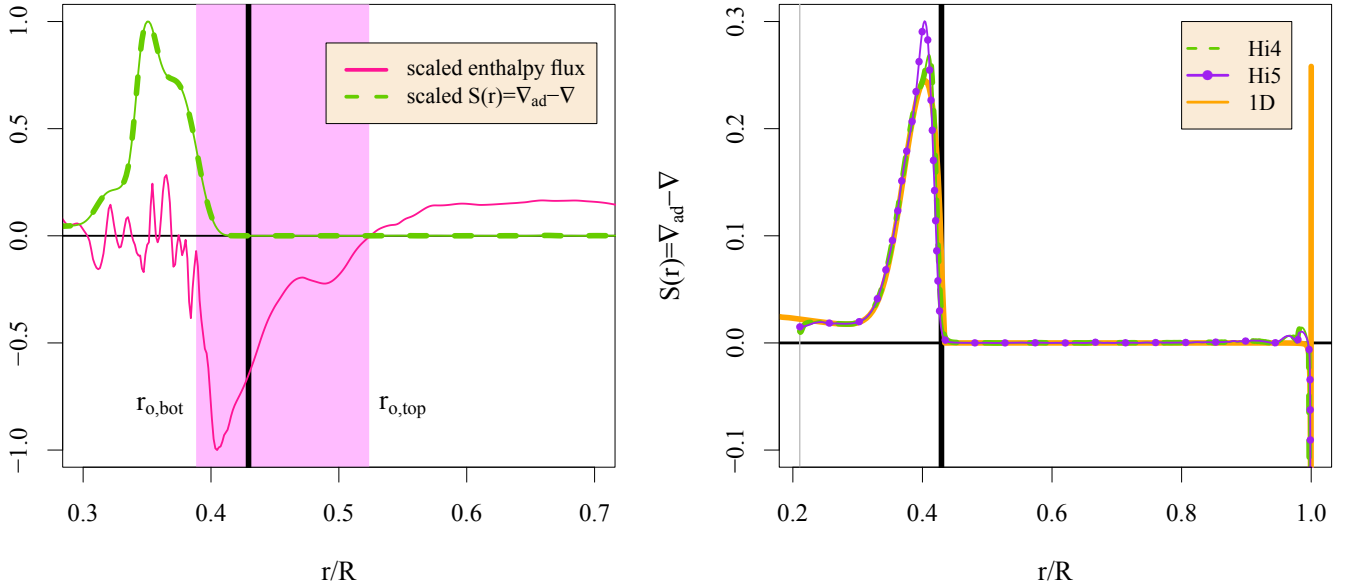 1.0
0.5
0.0
−0.5
−1.0
scaled enthalpy flux
scaled S(r)=∇ad−∇
ro,bot
ro,top
0.3 0.4 0.5 0.6 0.7
r/R
S(r)=∇ad−∇
0.3
0.2
0.1
0.0
−0.1
Hi4
Hi5
1D
0.2 0.4 0.6 0.8 1.0
r/R